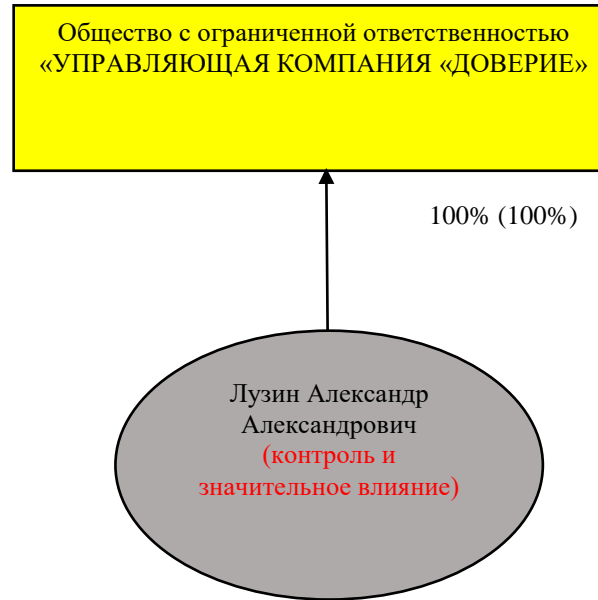 Общество с ограниченной ответственностью
«УПРАВЛЯЮЩАЯ КОМПАНИЯ «ДОВЕРИЕ»
100% (100%)
Лузин Александр
Александрович
(контроль и
значительное влияние)